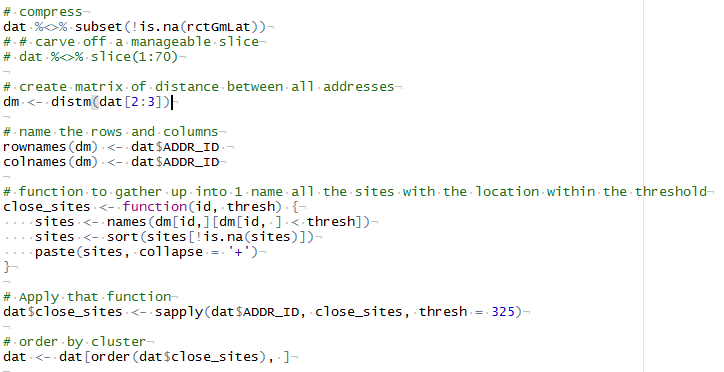 # compress
dat %<>% subset(!is.na(rctGmLat))
# # carve off a manageable slice
# dat %<>% slice(1:70)
# create matrix of distance between all addresses
dm <- distm(dat[2:3])
# name the rows and columns
rownames(dm) <- dat$ADDR_ID
colnames(dm) <- dat$ADDR_ID
# function to gather up into 1 name all the sites with the location within the threshold
close_sites <- function(id, thresh) {
    sites <- names(dm[id,][dm[id, ] < thresh])
    sites <- sort(sites[!is.na(sites)])
    paste(sites, collapse = '+')
}
# Apply that function
dat$close_sites <- sapply(dat$ADDR_ID, close_sites, thresh = 325)
# order by cluster
dat <- dat[order(dat$close_sites), ]